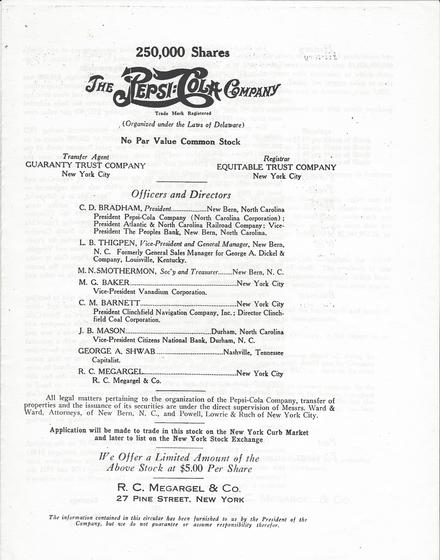 250,000 Shares
THE PEPSI:COLA COMPANY
Trade Mark Registered
(Organized under the Laws of Delaware)
No Par Value Common Stock
Transfer Agent
GUARANTY TRUST COMPANY
New York City
Registrar
EQUITABLE TRUST COMPANY
New York City
Officers and Directors
C. D. BRADHAM, President..............New Bern, North Carolina
President Pepsi-Cola Company (North Carolina Corporation);
President Atlantic & North Carolina Railroad Company; Vice-
President The Peoples Bank, New Bern, North Carolina.
L. B. THIGPEN, Vice-President and General Manager, New Bern,
N. C. Formerly General Sales Manager for George A. Dickel &
Company, Louisville, Kentucky.
M. N. SMOTHERMON, Sec'y and Treasurer.....New Bern, N. C.
M. G. BAKER..............................New York City
Vice-President Vanadium Corporation.
C. M. BARNETT..............................New York City
President Clinchfield Navigation Company, Inc.; Director Clinch-
field Coal Corporation.
J. B. MASON..............................Durham, North Carolina
Vice-President Citizens National Bank, Durham, N. C.
GEORGE A. SHWAB..............................Nashville, Tennessee
Capitalist.
R. C. MEGARGEL..............................New York City
R. C. Megargel & Co.
All legal matters pertaining to the organization of the Pepsi-Cola Company, transfer of
properties and the issuance of its securities are under the direct supervision of Messrs. Ward &
Ward, Attorneys, of New Bern, N. C., and Powell, Lowrie & Ruch of New York City.
Application will be made to trade in this stock on the New York Curb Market
and later to list on the New York Stock Exchange
We Offer a Limited Amount of the
Above Stock at $5.00 Per Share
R. C. MEGARGEL & CO.
27 PINE STREET, NEW YORK
The information contained in this circular has been furnished to us by the President of the
Company, but we do not guarantee or assume responsibility therefor.